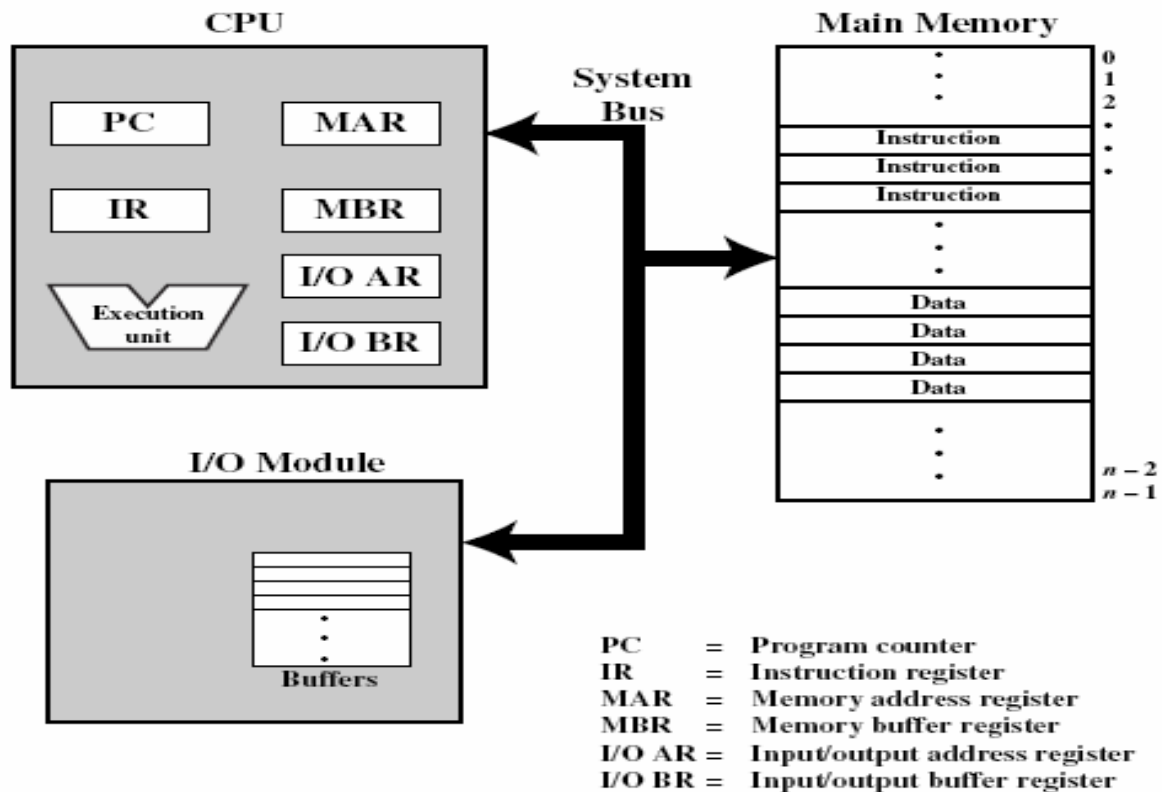 CPU
PC
MAR
IR
MBR
I/O AR
Execution
unit
I/O BR
System
Bus
Main Memory
0
1
2
Instruction
Instruction
Instruction
Data
Data
Data
Data
n – 2
n – 1
I/O Module
Buffers
PC = Program counter
IR = Instruction register
MAR = Memory address register
MBR = Memory buffer register
I/O AR = Input/output address register
I/O BR = Input/output buffer register